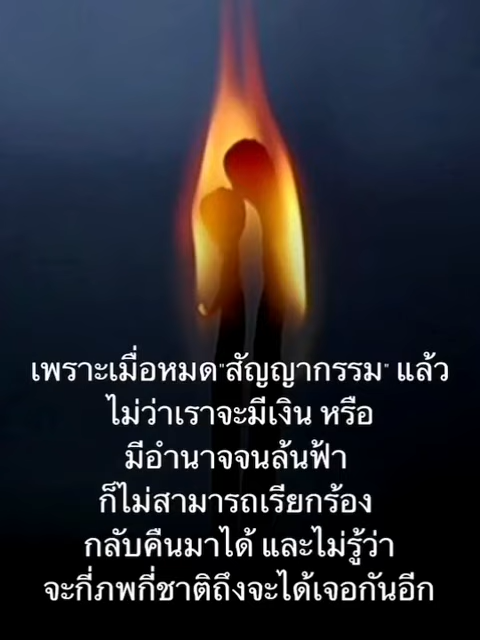 เพราะเมื่อหมด"สัญญากรรม" แล้ว
ไม่ว่าเราจะมีเงิน หรือ
มีอำนาจจนล้นฟ้า
ก็ไม่สามารถเรียกร้อง
กลับคืนมาได้ และไม่รู้ว่า
จะกี่ภพกี่ชาติถึงจะได้เจอกันอีก